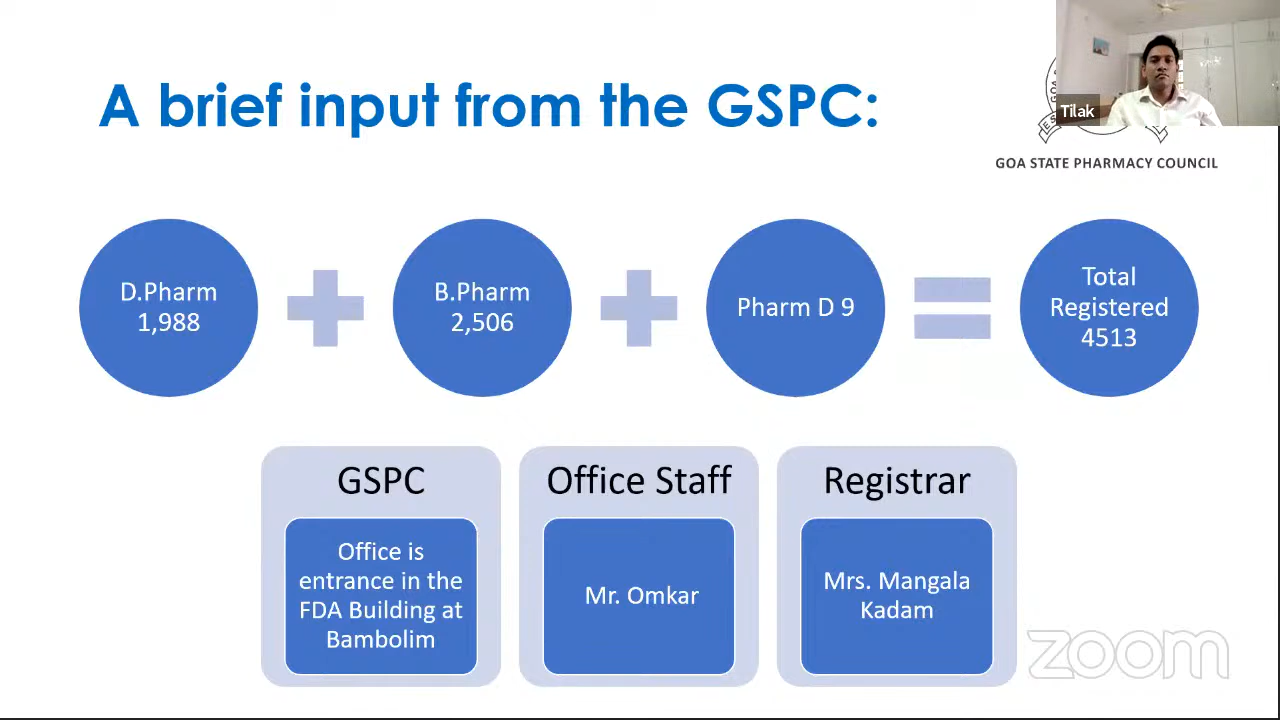 A brief input from the GSPC:
Tilak
GOA STATE PHARMACY COUNCIL
D.Pharm
1,988
B.Pharm
2,506
Pharm D 9
Total
Registered
4513
GSPC
Office is
entrance in the
FDA Building at
Bambolim
Office Staff
Mr. Omkar
Registrar
Mrs. Mangala
Kadam
zoom